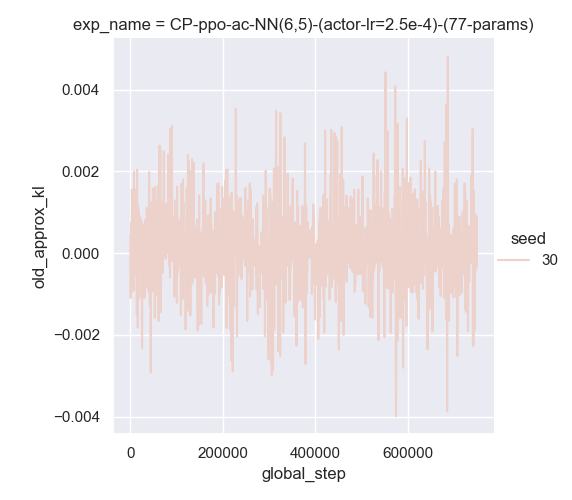 exp_name = CP-ppo-ac-NN(6,5)-(actor-lr=2.5e-4)-(77-params)
0.004
0.002
0.000
−0.002
−0.004
old_approx_kl
0
200000
400000
600000
global_step
seed
30